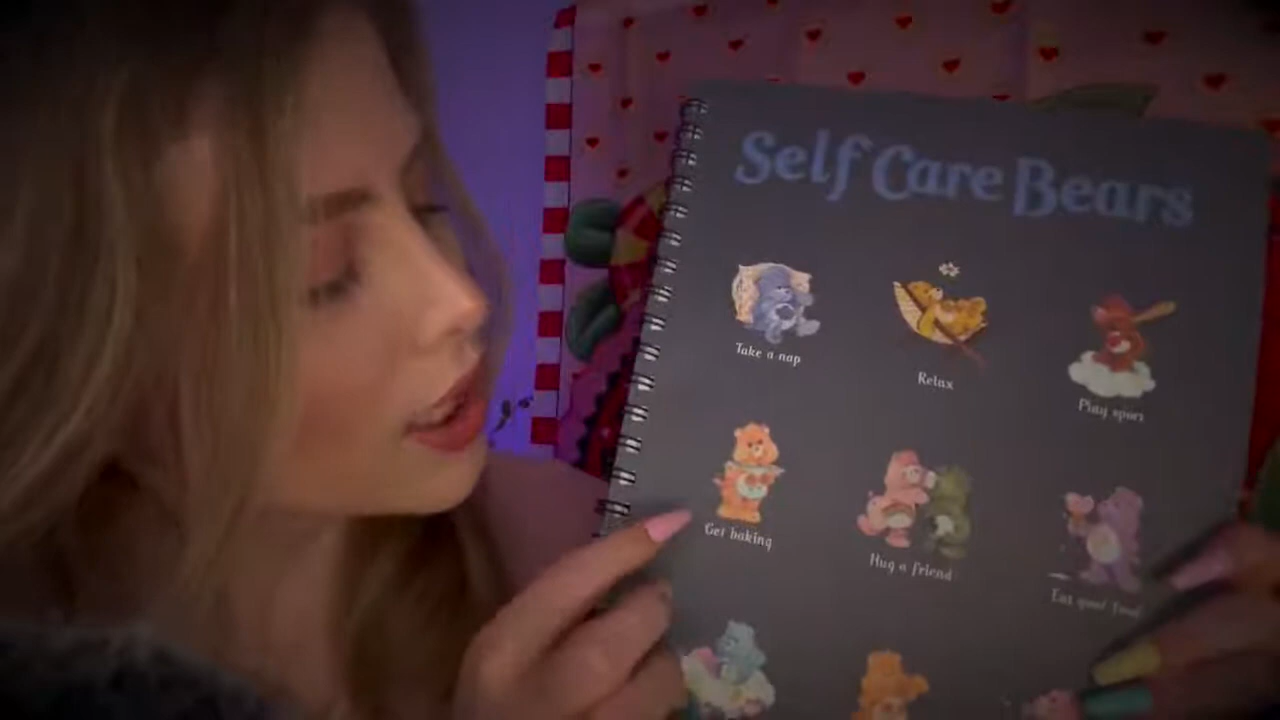 Self Care Bears
Take a nap
Relax
Play sport
Get baking
Hug a friend
Eat good food